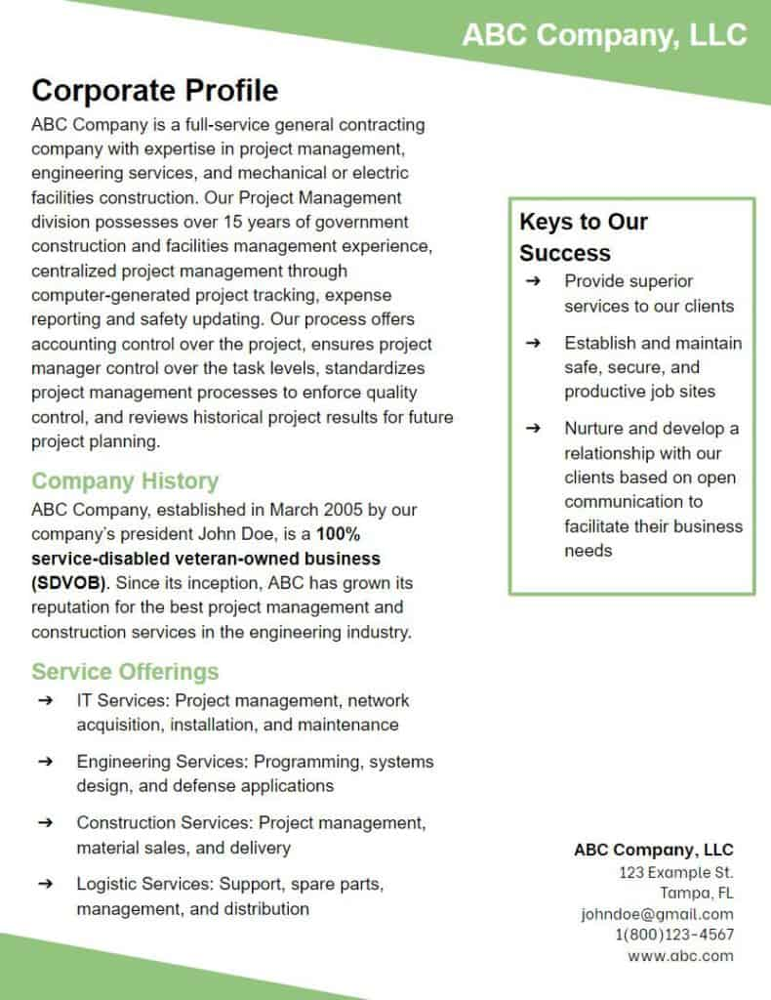 ABC Company, LLC
Corporate Profile
ABC Company is a full-service general contracting
company with expertise in project management,
engineering services, and mechanical or electric
facilities construction. Our Project Management
division possesses over 15 years of government
construction and facilities management experience,
centralized project management through
computer-generated project tracking, expense
reporting and safety updating. Our process offers
accounting control over the project, ensures project
manager control over the task levels, standardizes
project management processes to enforce quality
control, and reviews historical project results for future
project planning.
Company History
ABC Company, established in March 2005 by our
company’s president John Doe, is a 100%
service-disabled veteran-owned business
(SDVOB). Since its inception, ABC has grown its
reputation for the best project management and
construction services in the engineering industry.
Service Offerings
➔ IT Services: Project management, network
acquisition, installation, and maintenance
➔ Engineering Services: Programming, systems
design, and defense applications
➔ Construction Services: Project management,
material sales, and delivery
➔ Logistic Services: Support, spare parts,
management, and distribution
Keys to Our
Success
➔ Provide superior
services to our clients
➔ Establish and maintain
safe, secure, and
productive job sites
➔ Nurture and develop a
relationship with our
clients based on open
communication to
facilitate their business
needs
ABC Company, LLC
123 Example St.
Tampa, FL
johndoe@gmail.com
1(800)123-4567
www.abc.com